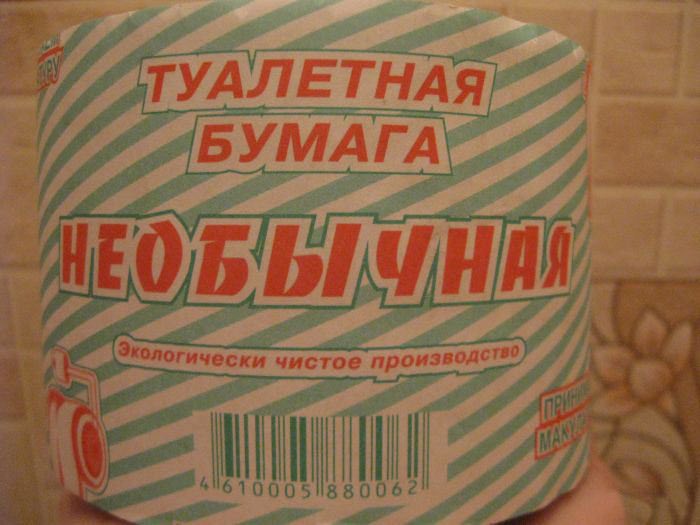 ТУАЛЕТНАЯ
БУМАГА
НЕОБЫЧНАЯ
Экологически чистое производство
4 610005 880062